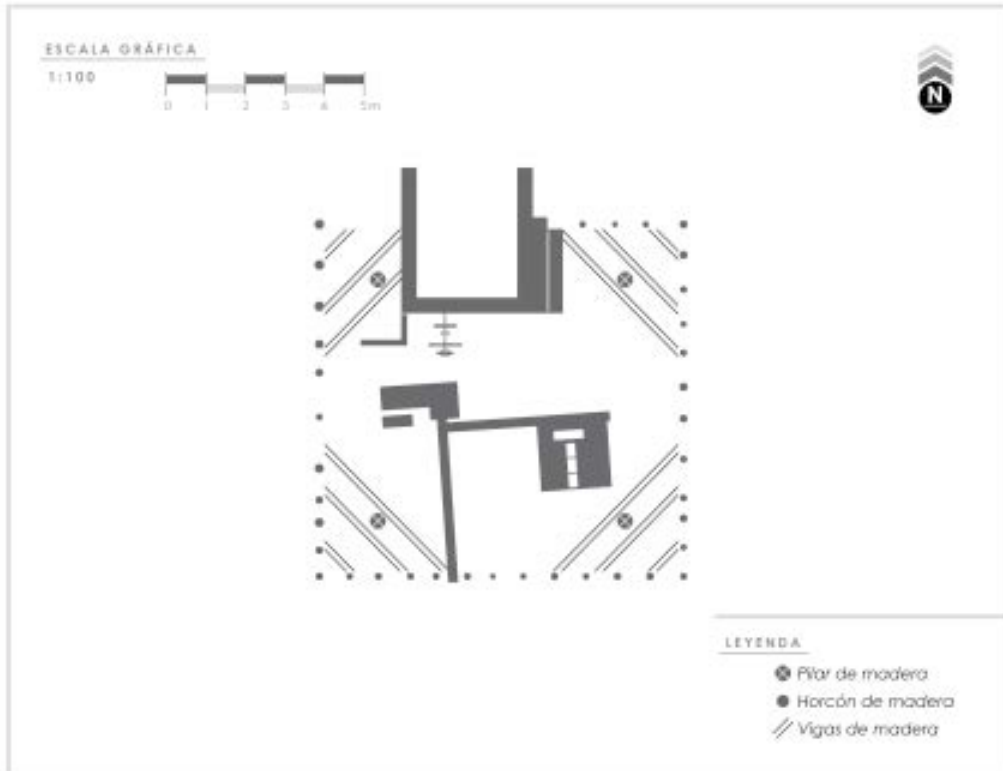 ESCALA GRÁFICA
1:100
0 1 2 3 4 5m
N
LEYENDA
Pilar de madera
Horcón de madera
Vigas de madera